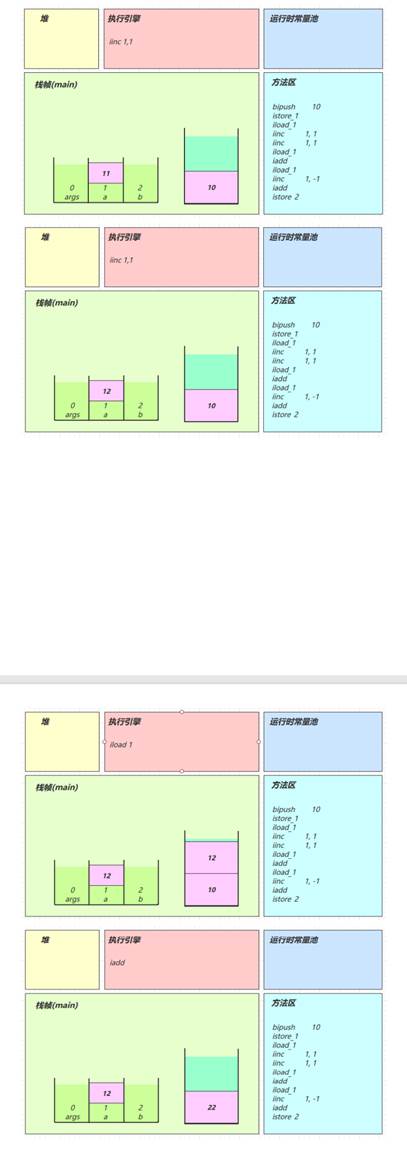 堆
执行引擎
运行时常量池
iinc 1,1
栈帧(main)
方法区
bipush 10
istore_1
iload_1
iinc 1, 1
iinc 1, 1
iload_1
iadd
iload_1
iinc 1, -1
iadd
istore 2
11
0 1 2
args a b
10
堆
执行引擎
运行时常量池
iinc 1,1
栈帧(main)
方法区
bipush 10
istore_1
iload_1
iinc 1, 1
iinc 1, 1
iload_1
iadd
iload_1
iinc 1, -1
iadd
istore 2
12
0 1 2
args a b
10
堆
执行引擎
运行时常量池
iload 1
栈帧(main)
方法区
bipush 10
istore_1
iload_1
iinc 1, 1
iinc 1, 1
iload_1
iadd
iload_1
iinc 1, -1
iadd
istore 2
12
0 1 2
args a b
12
10
堆
执行引擎
运行时常量池
iadd
栈帧(main)
方法区
bipush 10
istore_1
iload_1
iinc 1, 1
iinc 1, 1
iload_1
iadd
iload_1
iinc 1, -1
iadd
istore 2
12
0 1 2
args a b
22